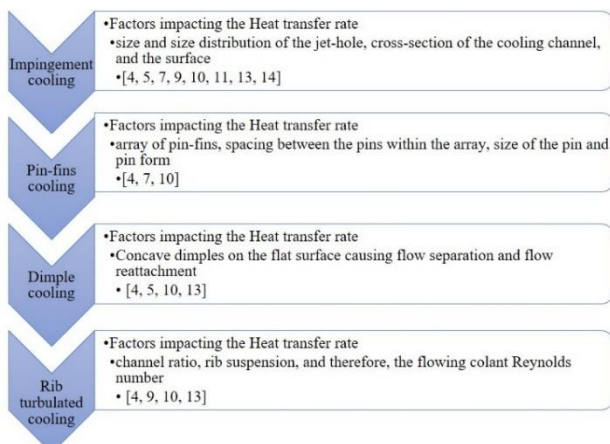 Impingement
cooling
•Factors impacting the Heat transfer rate
•size and size distribution of the jet-hole, cross-section of the cooling channel,
and the surface
•[4, 5, 7, 9, 10, 11, 13, 14]
Pin-fins
cooling
•Factors impacting the Heat transfer rate
•array of pin-fins, spacing between the pins within the array, size of the pin and
pin form
•[4, 7, 10]
Dimple
cooling
•Factors impacting the Heat transfer rate
•Concave dimples on the flat surface causing flow separation and flow
reattachment
• [4, 5, 10, 13]
Rib
turbulated
cooling
•Factors impacting the Heat transfer rate
•channel ratio, rib suspension, and therefore, the flowing colant Reynolds
number
• [4, 9, 10, 13]